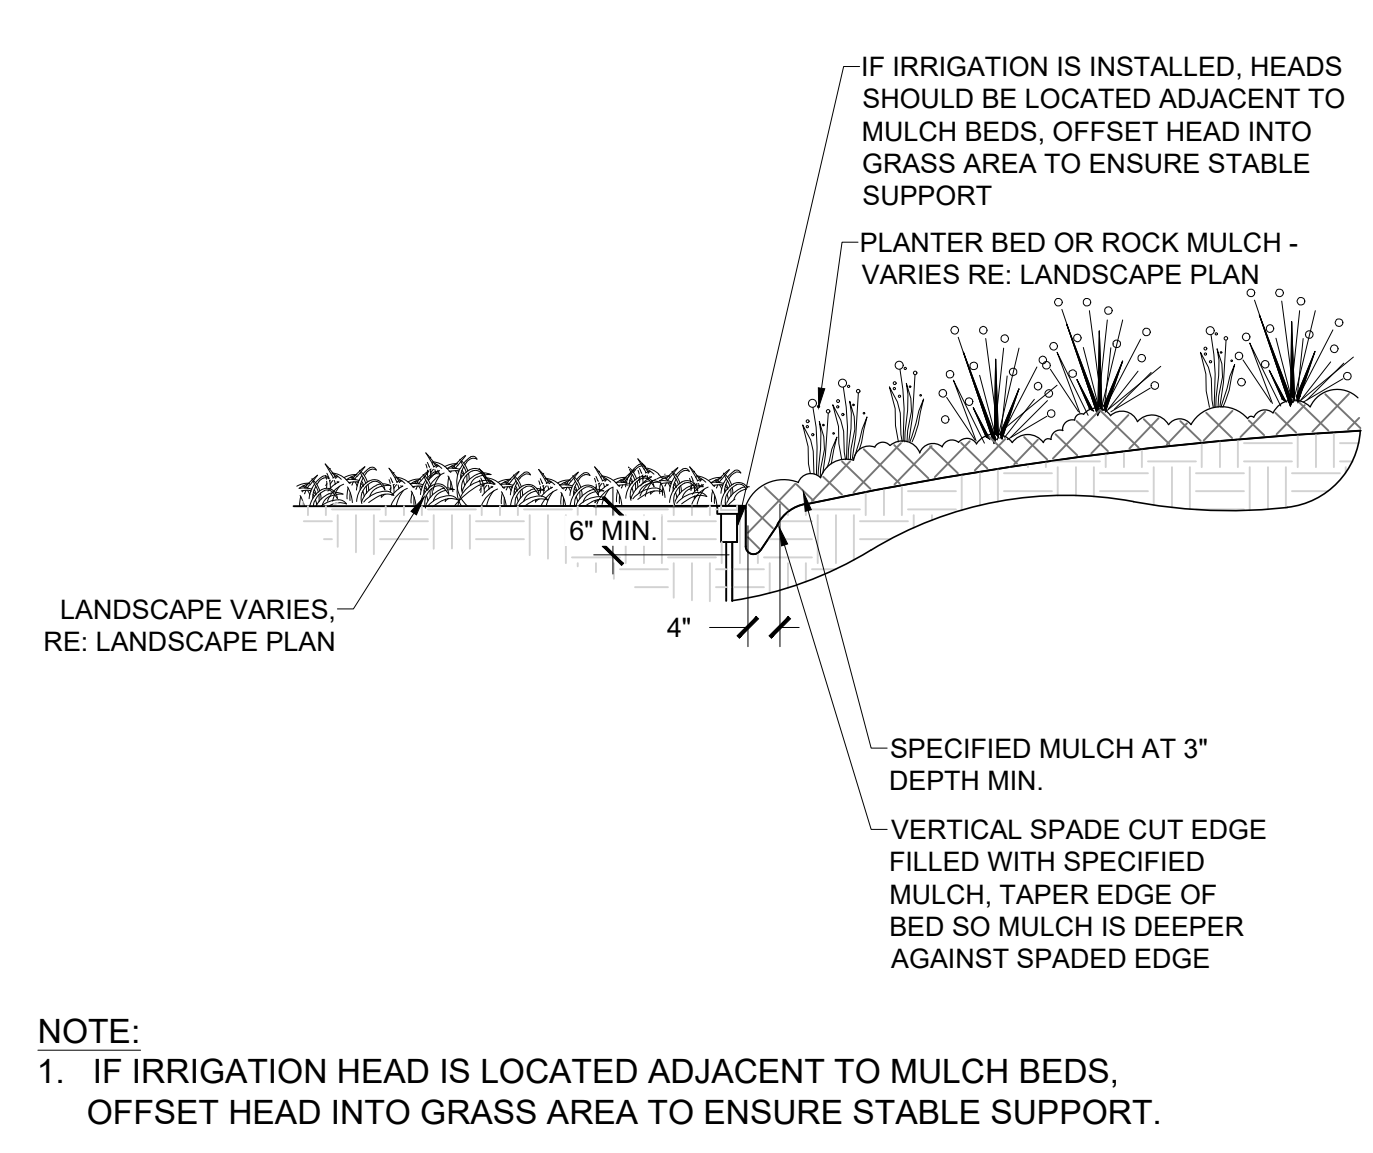 IF IRRIGATION IS INSTALLED, HEADS
SHOULD BE LOCATED ADJACENT TO
MULCH BEDS, OFFSET HEAD INTO
GRASS AREA TO ENSURE STABLE
SUPPORT
PLANTER BED OR ROCK MULCH -
VARIES RE: LANDSCAPE PLAN
6" MIN.
LANDSCAPE VARIES,
RE: LANDSCAPE PLAN
4"
SPECIFIED MULCH AT 3"
DEPTH MIN.
VERTICAL SPADE CUT EDGE
FILLED WITH SPECIFIED
MULCH, TAPER EDGE OF
BED SO MULCH IS DEEPER
AGAINST SPADED EDGE
NOTE:
1. IF IRRIGATION HEAD IS LOCATED ADJACENT TO MULCH BEDS,
OFFSET HEAD INTO GRASS AREA TO ENSURE STABLE SUPPORT.